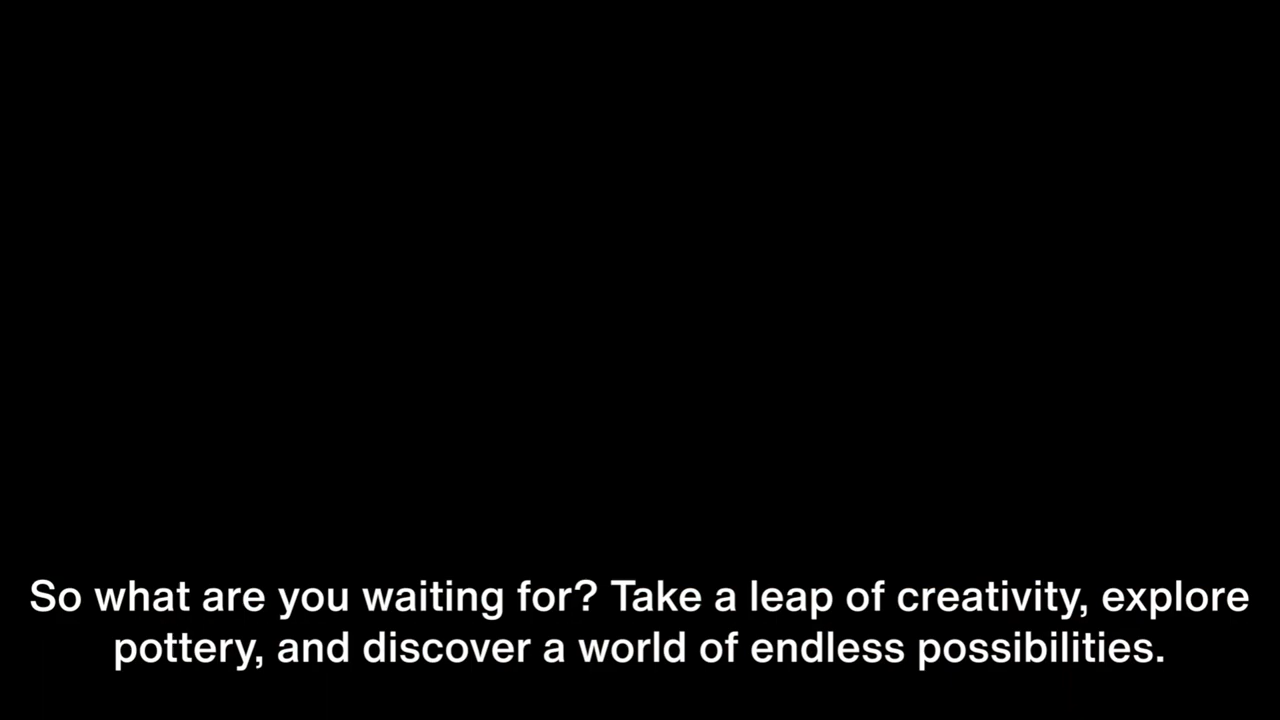 So what are you waiting for? Take a leap of creativity, explore
pottery, and discover a world of endless possibilities.